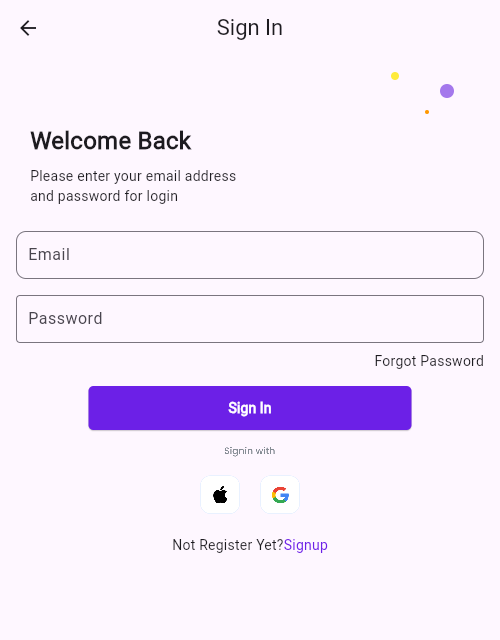 Sign In
Welcome Back
Please enter your email address
and password for login
Email
Password
Forgot Password
Sign In
Signin with
Not Register Yet?Signup